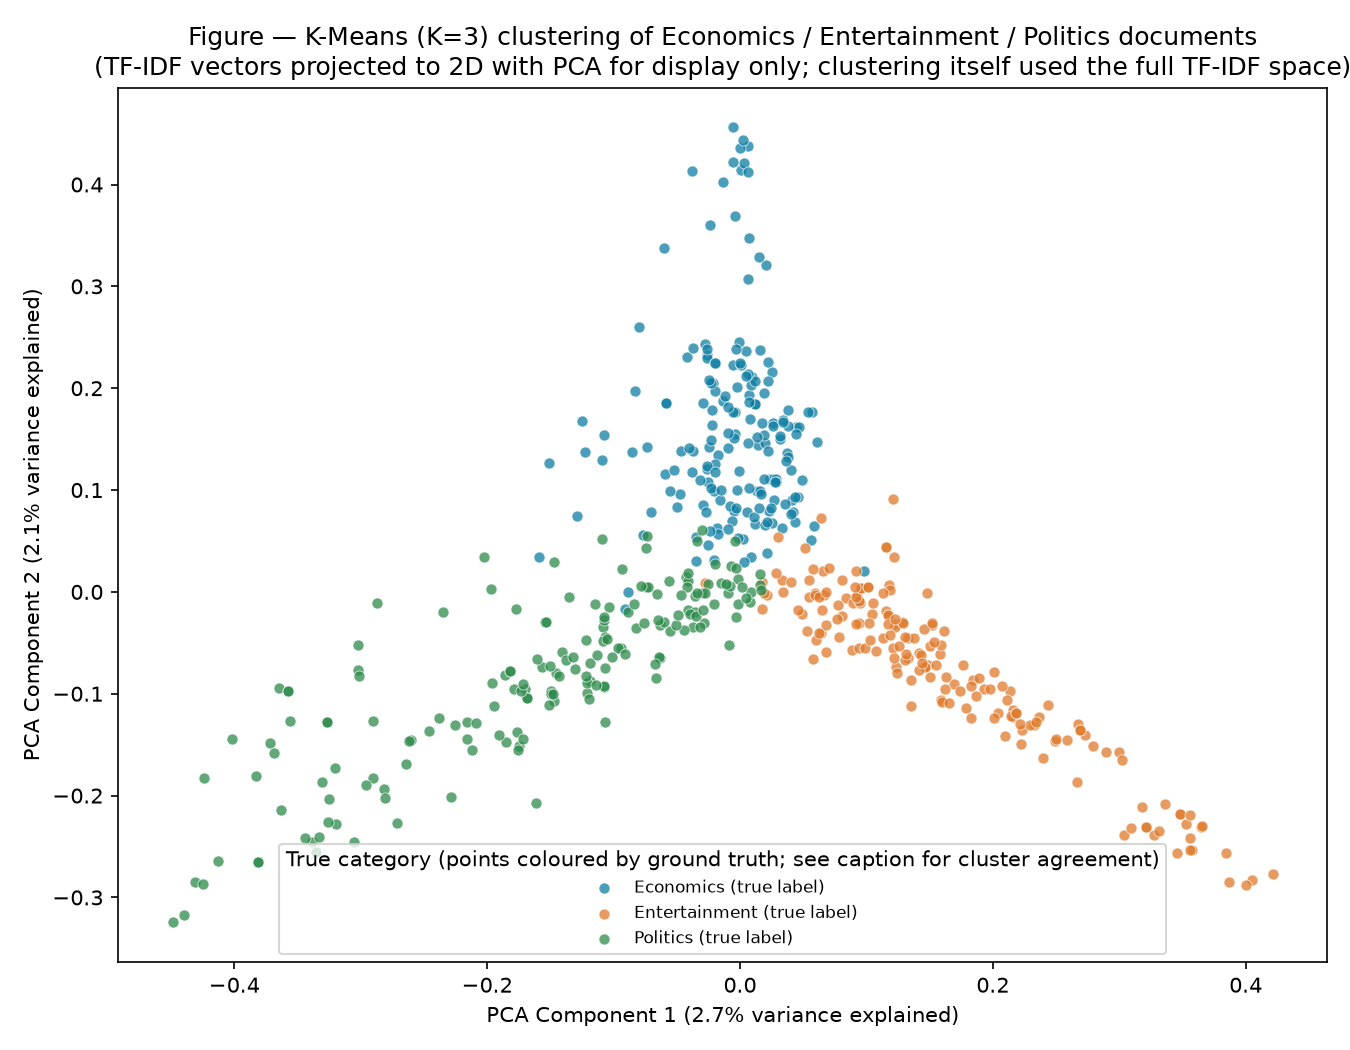 Figure — K-Means (K=3) clustering of Economics / Entertainment / Politics documents
(TF-IDF vectors projected to 2D with PCA for display only; clustering itself used the full TF-IDF space)
PCA Component 2 (2.1% variance explained)
0.4
0.3
0.2
0.1
0.0
−0.1
−0.2
−0.3
True category (points coloured by ground truth; see caption for cluster agreement)
Economics (true label)
Entertainment (true label)
Politics (true label)
−0.4
−0.2
0.0
0.2
0.4
PCA Component 1 (2.7% variance explained)